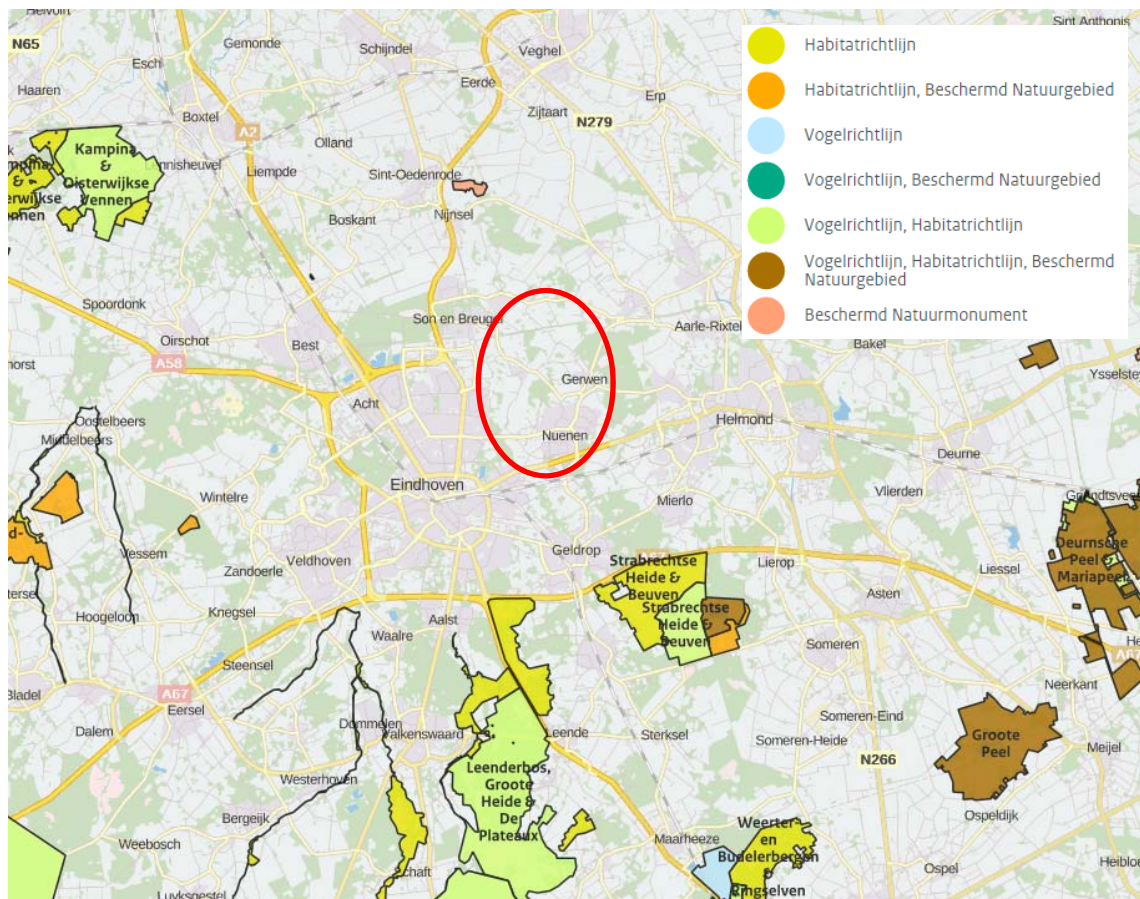 Helvoirt
Sint Anthonis
N65
Gemonde
Schijndel
Veghel
Esch
Eerde
Haaren
Zijtaart
Erp
Boxtel
N279
A2
Olland
Kampina
&
Oisterwijkse
Vennen
Liempde
Sint-Oedenrode
Boskant
Nijnsel
Spoordonk
Son en Breugel
Aarle-Rixtel
Oirschot
Best
Bakel
A58
Ysselstey
Acht
Gerwen
Oostelbeers
Helmond
Middelbeers
Nuenen
Deurne
Eindhoven
Wintelre
Mierlo
Vlierden
Vessem
Veldhoven
Geldrop
Deurnsche
Peel &
Mariapeel
Zandoerle
Strabrechtse
Heide &
Beuven
Lierop
Liessel
Hoogeloon
Knegsel
Strabrechtse
Heide &
Beuven
Asten
Waalre
Aalst
Steensel
Someren
A67
Bladel
A67
Eersel
Neerkant
Dalem
Dommelen
Valkenswaard
Leende
Sterksel
Someren-Eind
Someren-Heide
Groote
Peel
Meijel
N266
Westerhoven
Leenderbos,
Groote
Heide &
De
Plateaux
Bergeijk
Ospeldijk
Weebosch
Maarheeze
Weerter-
en
Budelerbergen
&
Ringselven
Ospel
Heibloe
Luyksgestel
Habitatrichtlijn
Habitatrichtlijn, Beschermd Natuurgebied
Vogelrichtlijn
Vogelrichtlijn, Beschermd Natuurgebied
Vogelrichtlijn, Habitatrichtlijn
Vogelrichtlijn, Habitatrichtlijn, Beschermd
Natuurgebied
Beschermd Natuurmonument